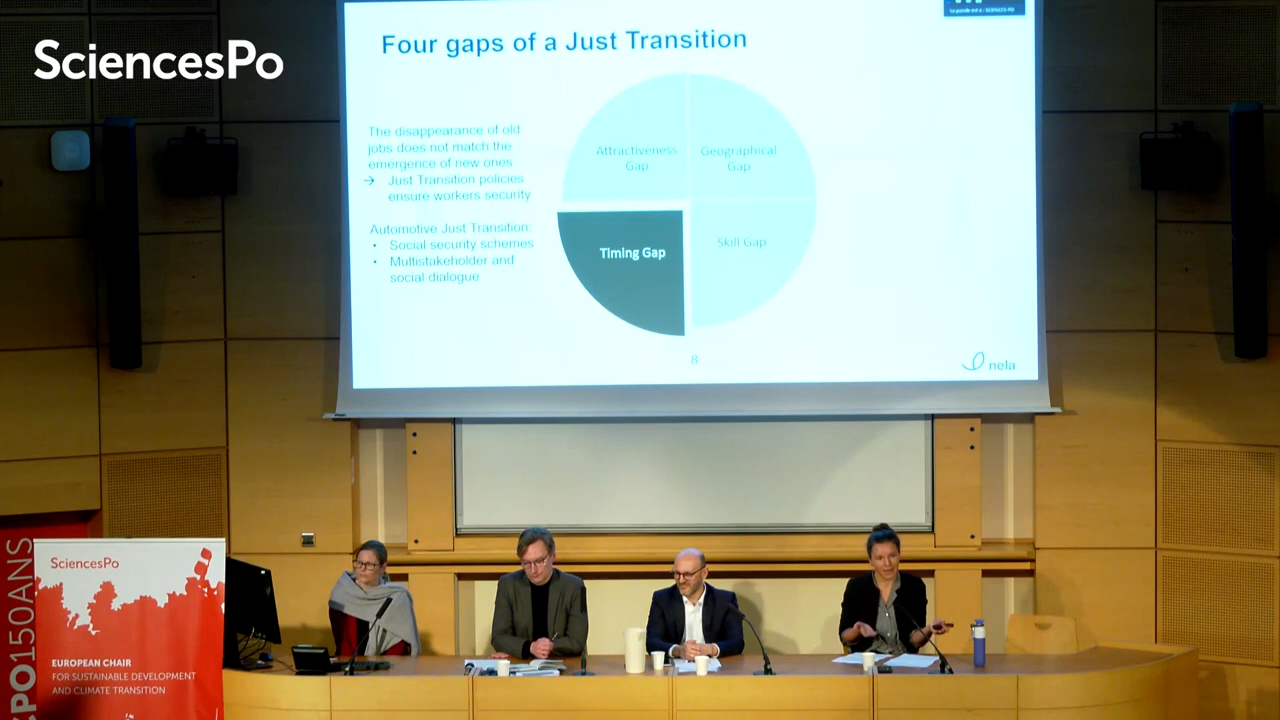 SciencesPo
Four gaps of a Just Transition
The disappearance of old
jobs does not match the
emergence of new ones
→ Just Transition policies
ensure workers security
Automotive Just Transition:
• Social security schemes
• Multistakeholder and
social dialogue
Attractiveness
Gap
Geographical
Gap
Timing Gap
Skill Gap
8
nela
PO150ANS
SciencesPo
EUROPEAN CHAIR
FOR SUSTAINABLE DEVELOPMENT
AND CLIMATE TRANSITION